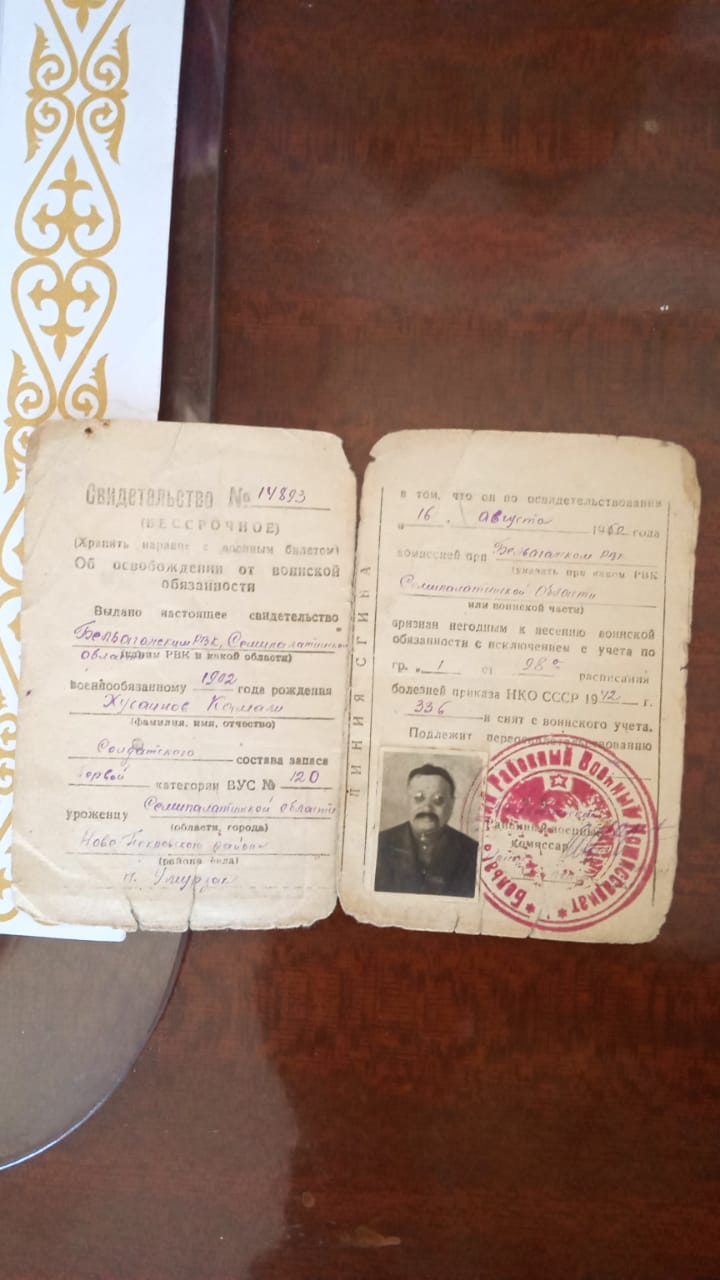 Свидетельство № 14893
(БЕССРОЧНОЕ)
(Хранить наравне с военным билетом)
Об освобождении от воинской
обязанности
Выдано настоящее свидетельство
Бельагачским РВК, Семипалатинской
области
(каким РВК и какой области)
военнообязанному 1902 года рождения
Хусаинов
(фамилия, имя, отчество)
Солдатского состава запаса
первой категории ВУС № 120
уроженцу Семипалатинской области
(области, города)
Ново Покровского района
(района села)
ЛИНИЯ СГИБА
в том, что он по освидетельствовании
" 16 " августа 19 года
комиссией при Бельагачском РВК
(указать при каком РВК
Семипалатинской области
или воинской части)
признан негодным к несению воинской
обязанности с исключением с учета по
гр. „1 ст 98 расписания
болезней приказа НКО СССР 1942 г.
336 и снят с воинского учета.
Подлежит переосвидетельствованию
Районный военный
комиссар
Районный Военный Комиссариат